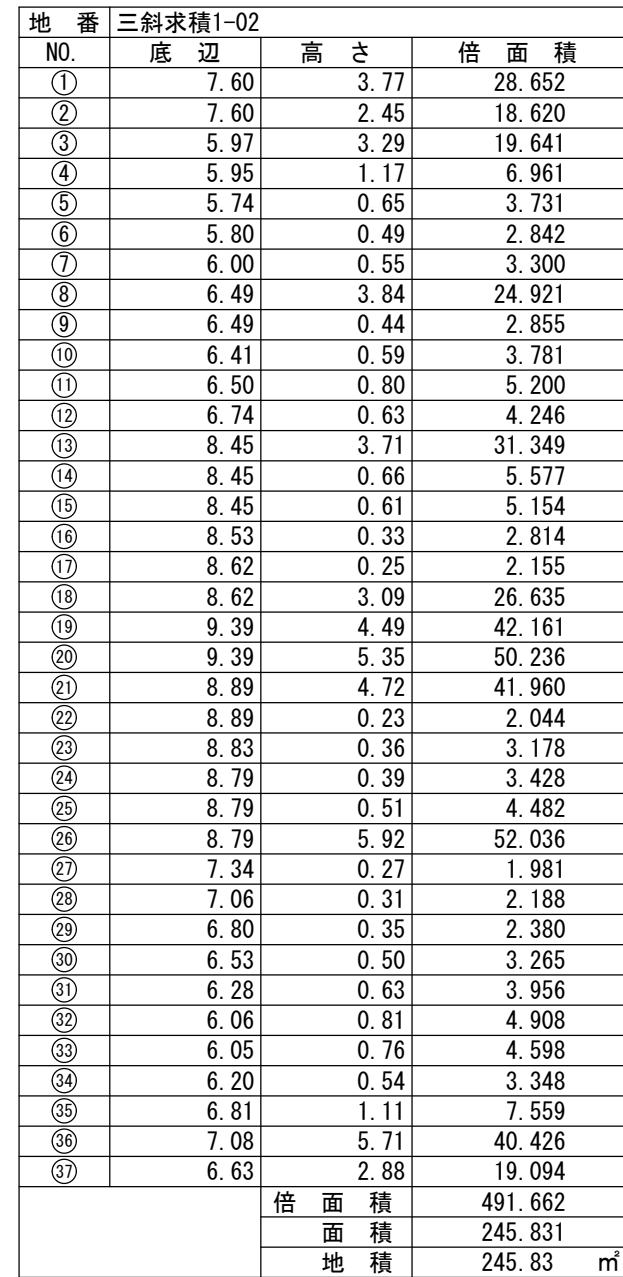 地 番 三斜求積1-02
NO. 底 辺 高 さ 倍 面 積
① 7.60 3.77 28.652
② 7.60 2.45 18.620
③ 5.97 3.29 19.641
④ 5.95 1.17 6.961
⑤ 5.74 0.65 3.731
⑥ 5.80 0.49 2.842
⑦ 6.00 0.55 3.300
⑧ 6.49 3.84 24.921
⑨ 6.49 0.44 2.855
⑩ 6.41 0.59 3.781
⑪ 6.50 0.80 5.200
⑫ 6.74 0.63 4.246
⑬ 8.45 3.71 31.349
⑭ 8.45 0.66 5.577
⑮ 8.45 0.61 5.154
⑯ 8.53 0.33 2.814
⑰ 8.62 0.25 2.155
⑱ 8.62 3.09 26.635
⑲ 9.39 4.49 42.161
⑳ 9.39 5.35 50.236
㉑ 8.89 4.72 41.960
㉒ 8.89 0.23 2.044
㉓ 8.83 0.36 3.178
㉔ 8.79 0.39 3.428
㉕ 8.79 0.51 4.482
㉖ 8.79 5.92 52.036
㉗ 7.34 0.27 1.981
㉘ 7.06 0.31 2.188
㉙ 6.80 0.35 2.380
㉚ 6.53 0.50 3.265
㉛ 6.28 0.63 3.956
㉜ 6.06 0.81 4.908
㉝ 6.05 0.76 4.598
㉞ 6.20 0.54 3.348
㉟ 6.81 1.11 7.559
㊱ 7.08 5.71 40.426
㊲ 6.63 2.88 19.094
倍 面 積 491.662
面 積 245.831
地 積 245.83 ㎡